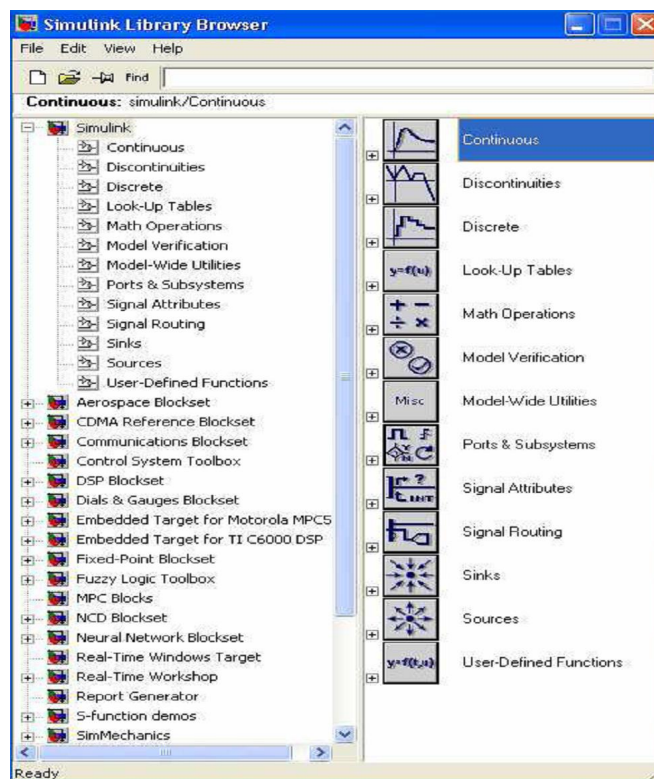 Simulink Library Browser
File Edit View Help
Find
Continuous: simulink/Continuous
Simulink
Continuous
Discontinuities
Discrete
Look-Up Tables
Math Operations
Model Verification
Model-Wide Utilities
Ports & Subsystems
Signal Attributes
Signal Routing
Sinks
Sources
User-Defined Functions
Aerospace Blockset
CDMA Reference Blockset
Communications Blockset
Control System Toolbox
DSP Blockset
Dials & Gauges Blockset
Embedded Target for Motorola MPC5
Embedded Target for TI C6000 DSP
Fixed-Point Blockset
Fuzzy Logic Toolbox
MPC Blocks
NCD Blockset
Neural Network Blockset
Real-Time Windows Target
Real-Time Workshop
Report Generator
S-function demos
SimMechanics
Continuous
Discontinuities
Discrete
y=f(u) Look-Up Tables
+ − ÷ × Math Operations
Model Verification
Misc Model-Wide Utilities
Ports & Subsystems
? INT Signal Attributes
Signal Routing
Sinks
Sources
y=f(t,u) User-Defined Functions
Ready